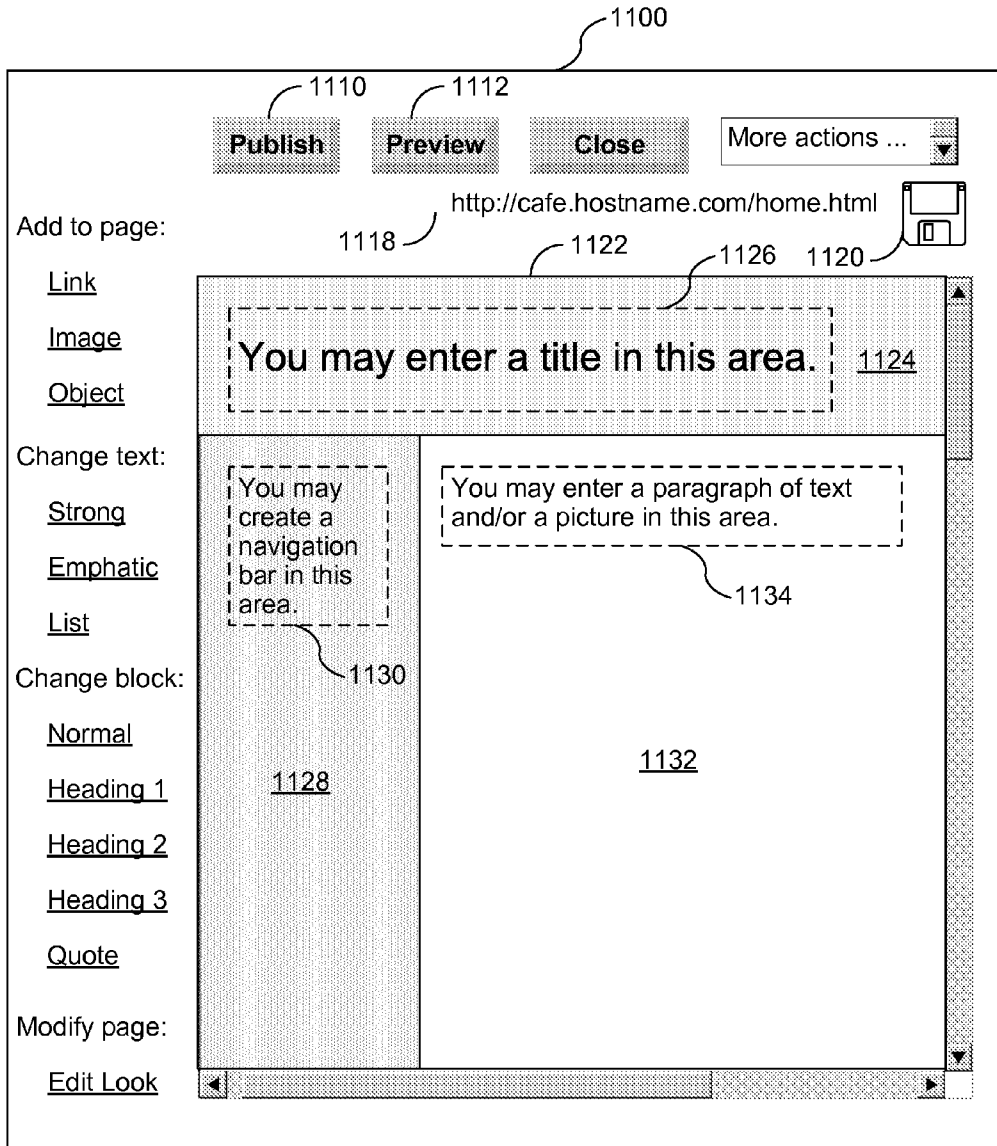 1100
1110
1112
Publish
Preview
Close
More actions ...
http://cafe.hostname.com/home.html
1118
1120
1122
1126
Add to page:
Link
Image
Object
You may enter a title in this area.
1124
Change text:
Strong
Emphatic
List
You may
create a
navigation
bar in this
area.
1130
You may enter a paragraph of text
and/or a picture in this area.
1134
Change block:
Normal
Heading 1
Heading 2
Heading 3
Quote
1128
1132
Modify page:
Edit Look